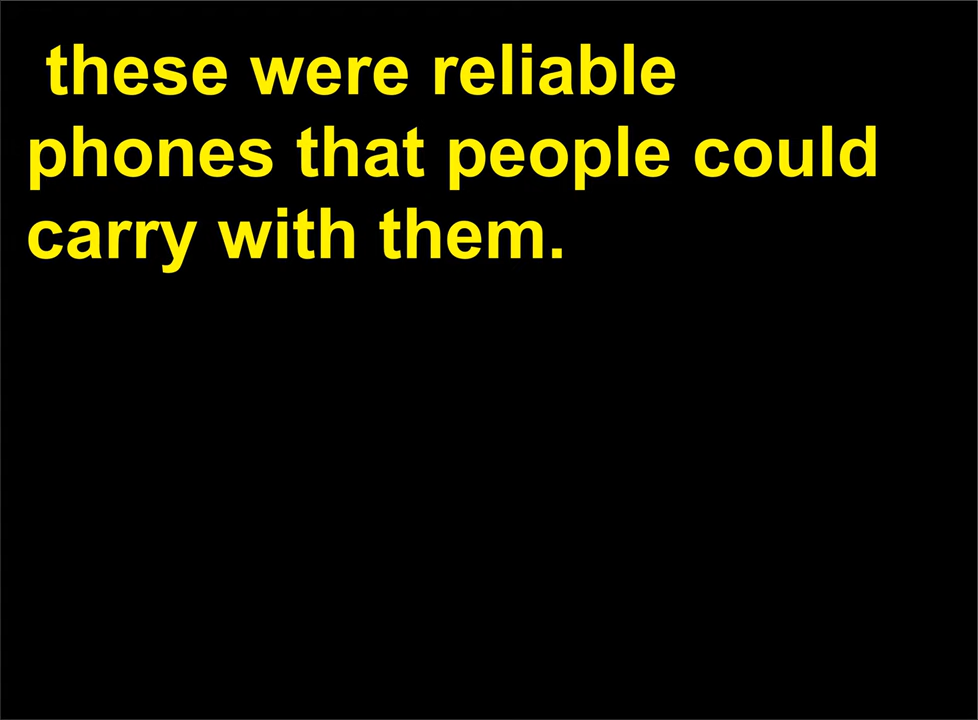 these were reliable
phones that people could
carry with them.